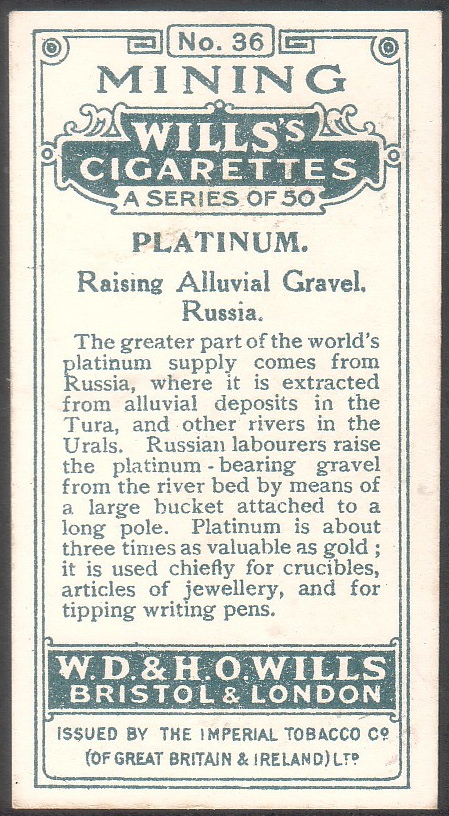 No. 36
MINING
WILLS'S
CIGARETTES
A SERIES OF 50
PLATINUM.
Raising Alluvial Gravel.
Russia.
The greater part of the world's
platinum supply comes from
Russia, where it is extracted
from alluvial deposits in the
Tura, and other rivers in the
Urals. Russian labourers raise
the platinum-bearing gravel
from the river bed by means of
a large bucket attached to a
long pole. Platinum is about
three times as valuable as gold;
it is used chiefly for crucibles,
articles of jewellery, and for
tipping writing pens.
W.D.&H.O.WILLS
BRISTOL & LONDON
ISSUED BY THE IMPERIAL TOBACCO Co
(OF GREAT BRITAIN & IRELAND) LTD